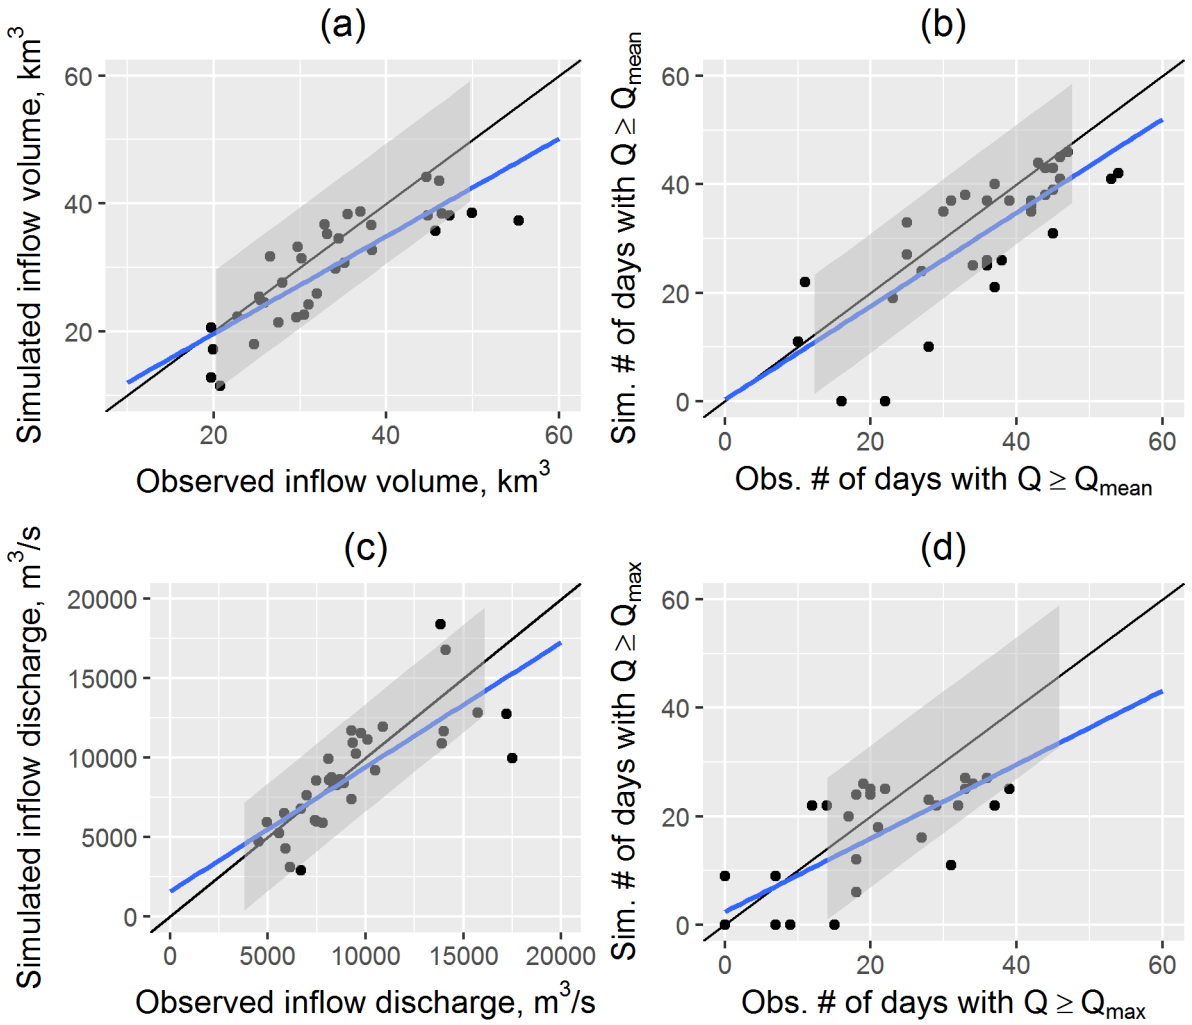 (a)
Simulated inflow volume, km³
60
40
20
20 40 60
Observed inflow volume, km³
(b)
Sim. # of days with Q ≥ Qmean
60
40
20
0
0 20 40 60
Obs. # of days with Q ≥ Qmean
(c)
Simulated inflow discharge, m³/s
20000
15000
10000
5000
0
0 5000 10000 15000 20000
Observed inflow discharge, m³/s
(d)
Sim. # of days with Q ≥ Qmax
60
40
20
0
0 20 40 60
Obs. # of days with Q ≥ Qmax